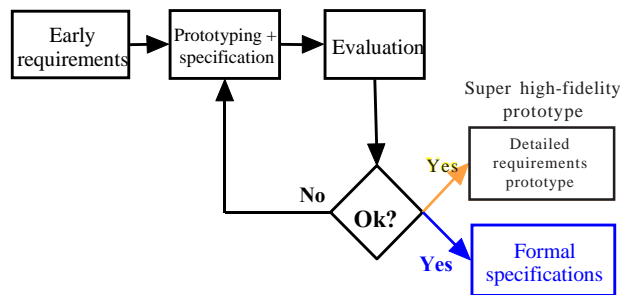 Early
requirements
Prototyping +
specification
Evaluation
Super high-fidelity
prototype
Detailed
requirements
prototype
Yes
No
Ok?
Yes
Formal
specifications